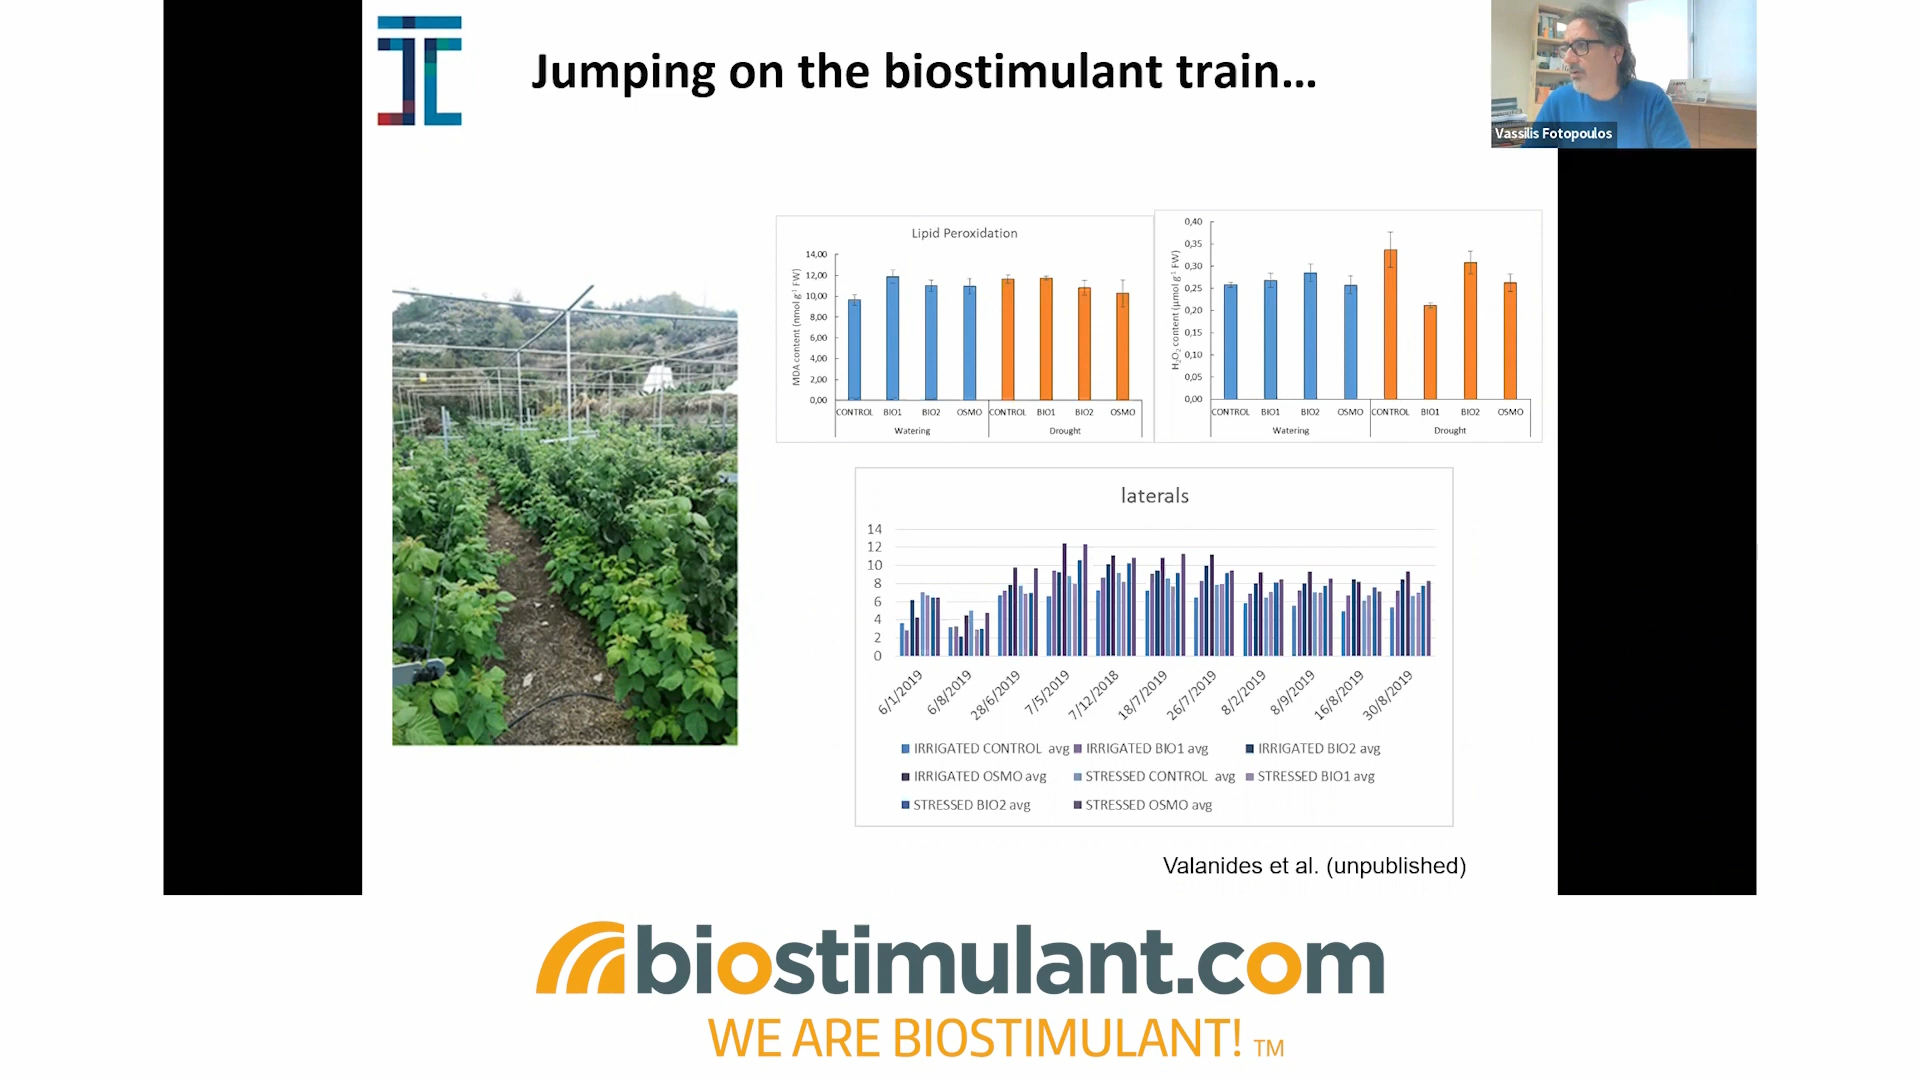 Jumping on the biostimulant train…
Vassilis Fotopoulos
Lipid Peroxidation
MDA content (nmol g⁻¹ FW)
14,00
12,00
10,00
8,00
6,00
4,00
2,00
0,00
CONTROL BIO1 BIO2 OSMO CONTROL BIO1 BIO2 OSMO
Watering Drought
H₂O₂ content (μmol g⁻¹ FW)
0,40
0,35
0,30
0,25
0,20
0,15
0,10
0,05
0,00
CONTROL BIO1 BIO2 OSMO CONTROL BIO1 BIO2 OSMO
Watering Drought
laterals
14
12
10
8
6
4
2
0
6/1/2019 6/8/2019 28/6/2019 7/5/2019 7/12/2018 18/7/2019 26/7/2019 8/2/2019 8/9/2019 16/8/2019 30/8/2019
IRRIGATED CONTROL avg IRRIGATED BIO1 avg IRRIGATED BIO2 avg
IRRIGATED OSMO avg STRESSED CONTROL avg STRESSED BIO1 avg
STRESSED BIO2 avg STRESSED OSMO avg
Valanides et al. (unpublished)
biostimulant.com
WE ARE BIOSTIMULANT! TM